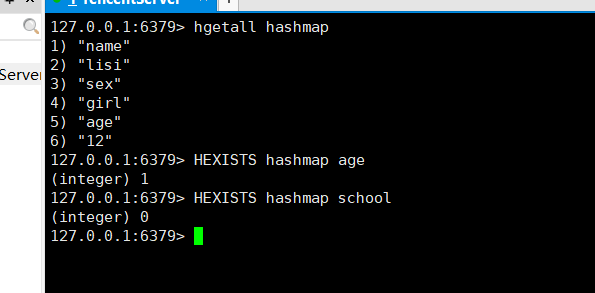 TencentServer
127.0.0.1:6379> hgetall hashmap
1) "name"
2) "lisi"
3) "sex"
4) "girl"
5) "age"
6) "12"
127.0.0.1:6379> HEXISTS hashmap age
(integer) 1
127.0.0.1:6379> HEXISTS hashmap school
(integer) 0
127.0.0.1:6379>
Server